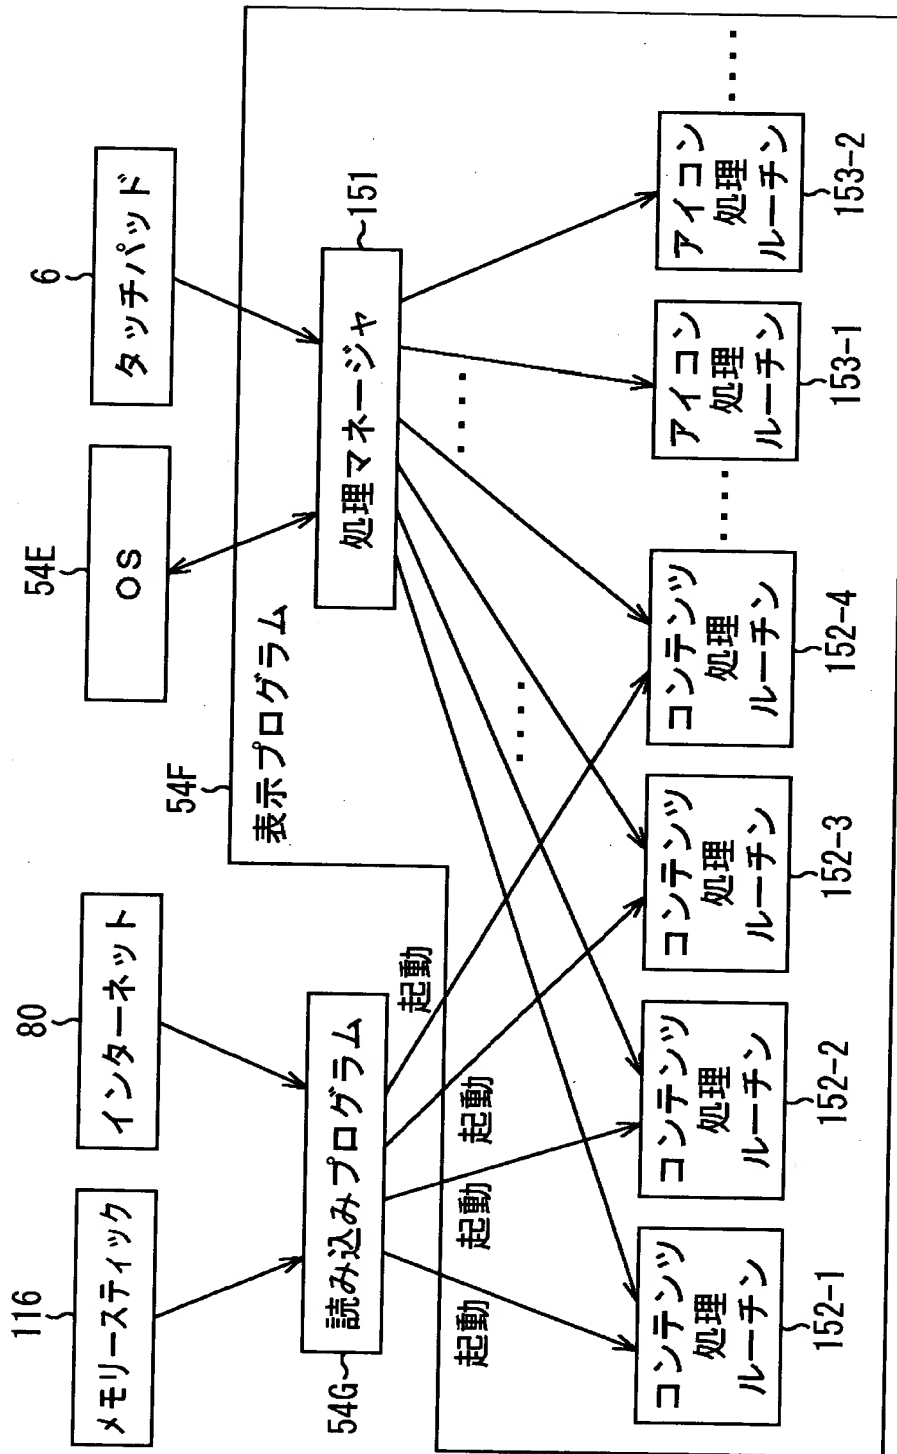 116
メモリースティック
80
インターネット
54E
OS
6
タッチパッド
54G
読み込みプログラム
54F
表示プログラム
処理マネージャ
151
起動
起動
起動
起動
····
····
コンテンツ
処理
ルーチン
152-1
コンテンツ
処理
ルーチン
152-2
コンテンツ
処理
ルーチン
152-3
コンテンツ
処理
ルーチン
152-4
····
アイコン
処理
ルーチン
153-1
アイコン
処理
ルーチン
153-2
····